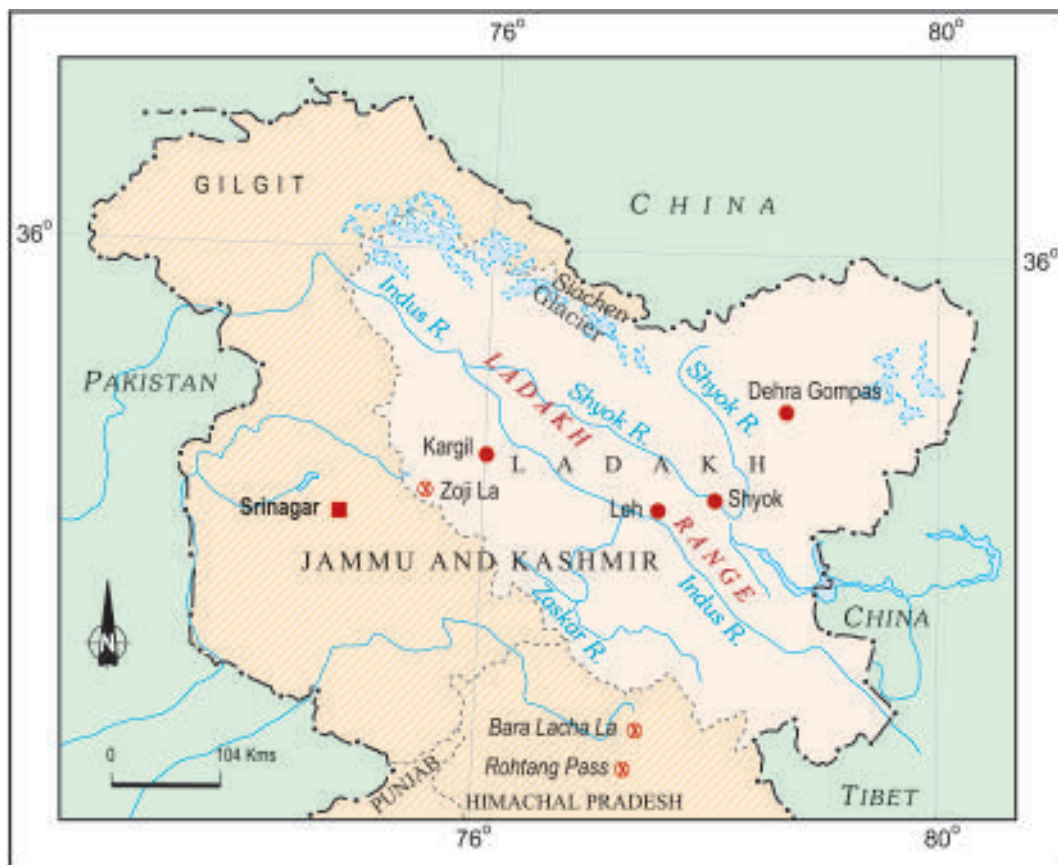 76°
80°
GILGIT
CHINA
36°
36°
Siachen
Glacier
Indus R.
LADAKH
Shyok R.
Shyok R.
PAKISTAN
Dehra Gompas
Kargil
LADAKH
Zoji La
Shyok
Srinagar
Leh
RANGE
JAMMU AND KASHMIR
Zaskar R.
Indus R.
CHINA
N
Bara Lacha La
0
104 Kms
Rohtang Pass
PUNJAB
HIMACHAL PRADESH
TIBET
76°
80°